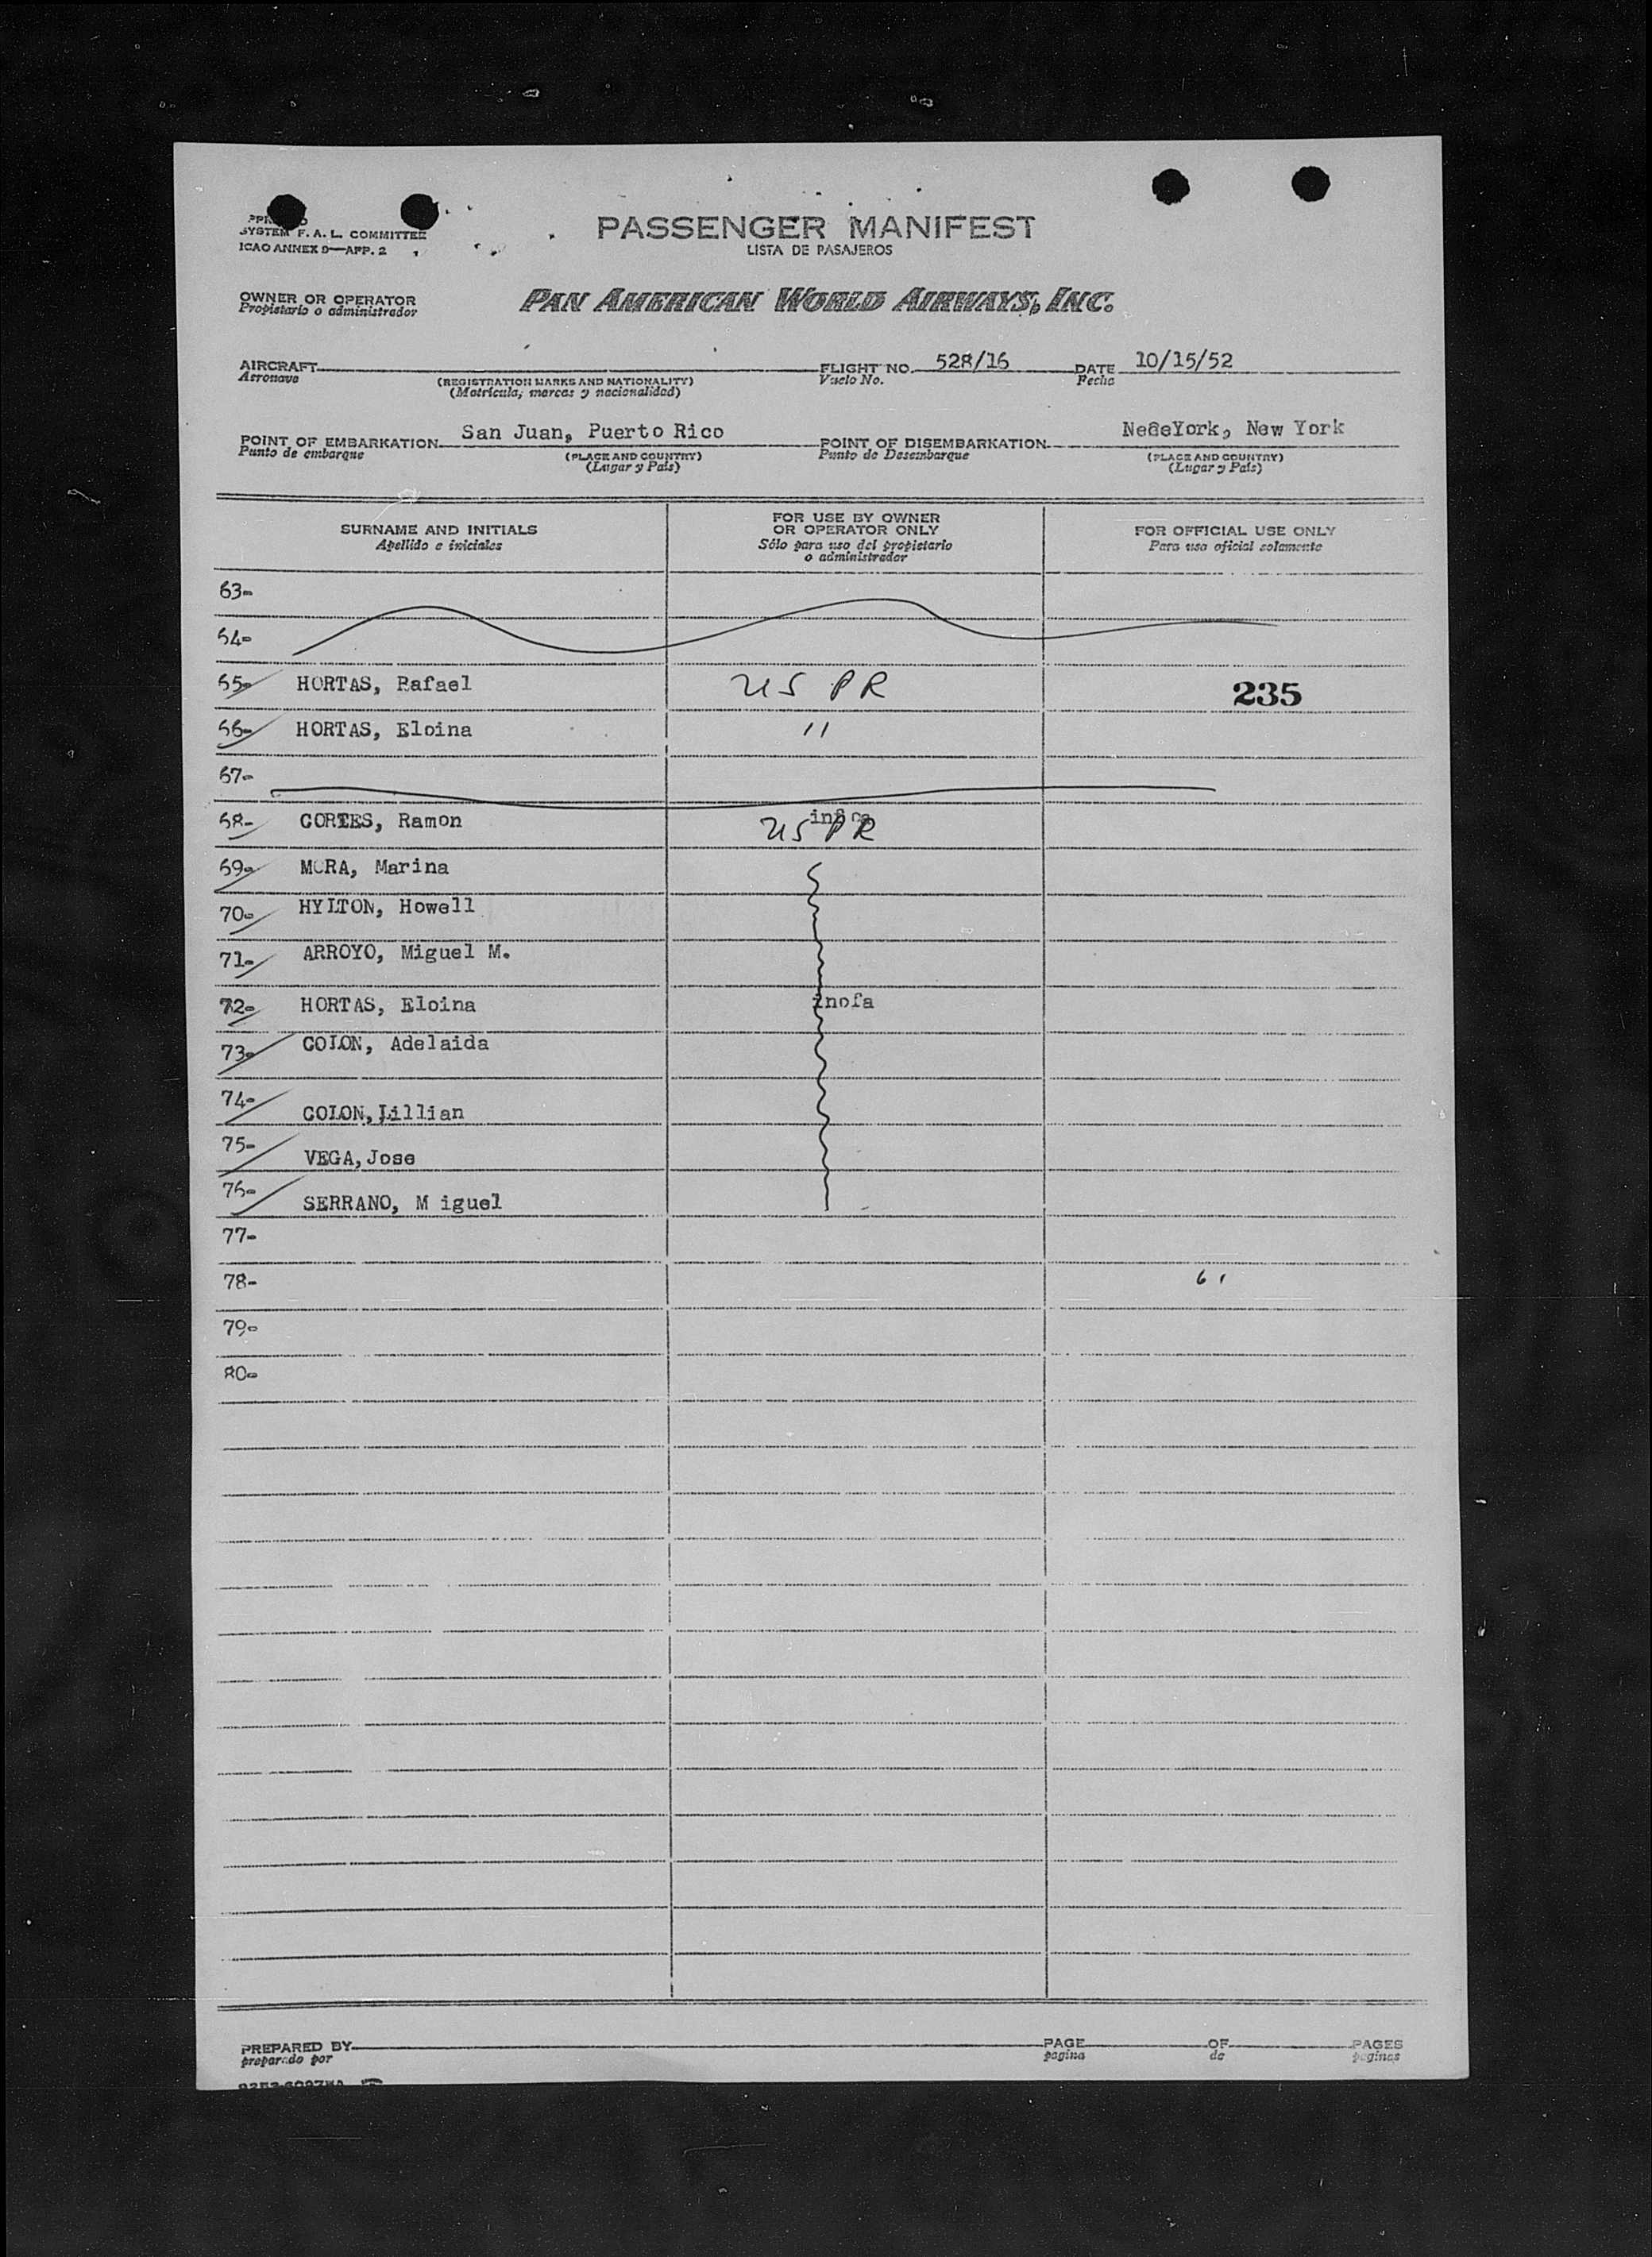 SYSTEM F. A. L. COMMITTEE
ICAO ANNEX 9—APP. 2
PASSENGER MANIFEST
LISTA DE PASAJEROS
OWNER OR OPERATOR
Propietario o administrador
PAN AMERICAN WORLD AIRWAYS, INC.
AIRCRAFT FLIGHT NO. 528/16 DATE 10/15/52
Aeronave (REGISTRATION MARKS AND NATIONALITY) Vuelo No. Fecha
(Matricula, marcas y nacionalidad)
POINT OF EMBARKATION San Juan, Puerto Rico POINT OF DISEMBARKATION NeeeYork, New York
Punto de embarque (PLACE AND COUNTRY) Punto de Desembarque (PLACE AND COUNTRY)
(Lugar y País) (Lugar y País)
SURNAME AND INITIALS
Apellido e iniciales
FOR USE BY OWNER
OR OPERATOR ONLY
Sólo para uso del propietario
o administrador
FOR OFFICIAL USE ONLY
Para uso oficial solamente
63-
64-
65- HORTAS, Rafael US PR 235
66- HORTAS, Eloina "
67-
68- CORTES, Ramon US PR
69- MORA, Marina
70- HYLTON, Howell
71- ARROYO, Miguel M.
72- HORTAS, Eloina inofa
73- COLON, Adelaida
74- COLON, Lillian
75- VEGA, Jose
76- SERRANO, M iguel
77-
78- 61
79-
80-
PREPARED BY PAGE OF PAGES
preparado por pagina de paginas